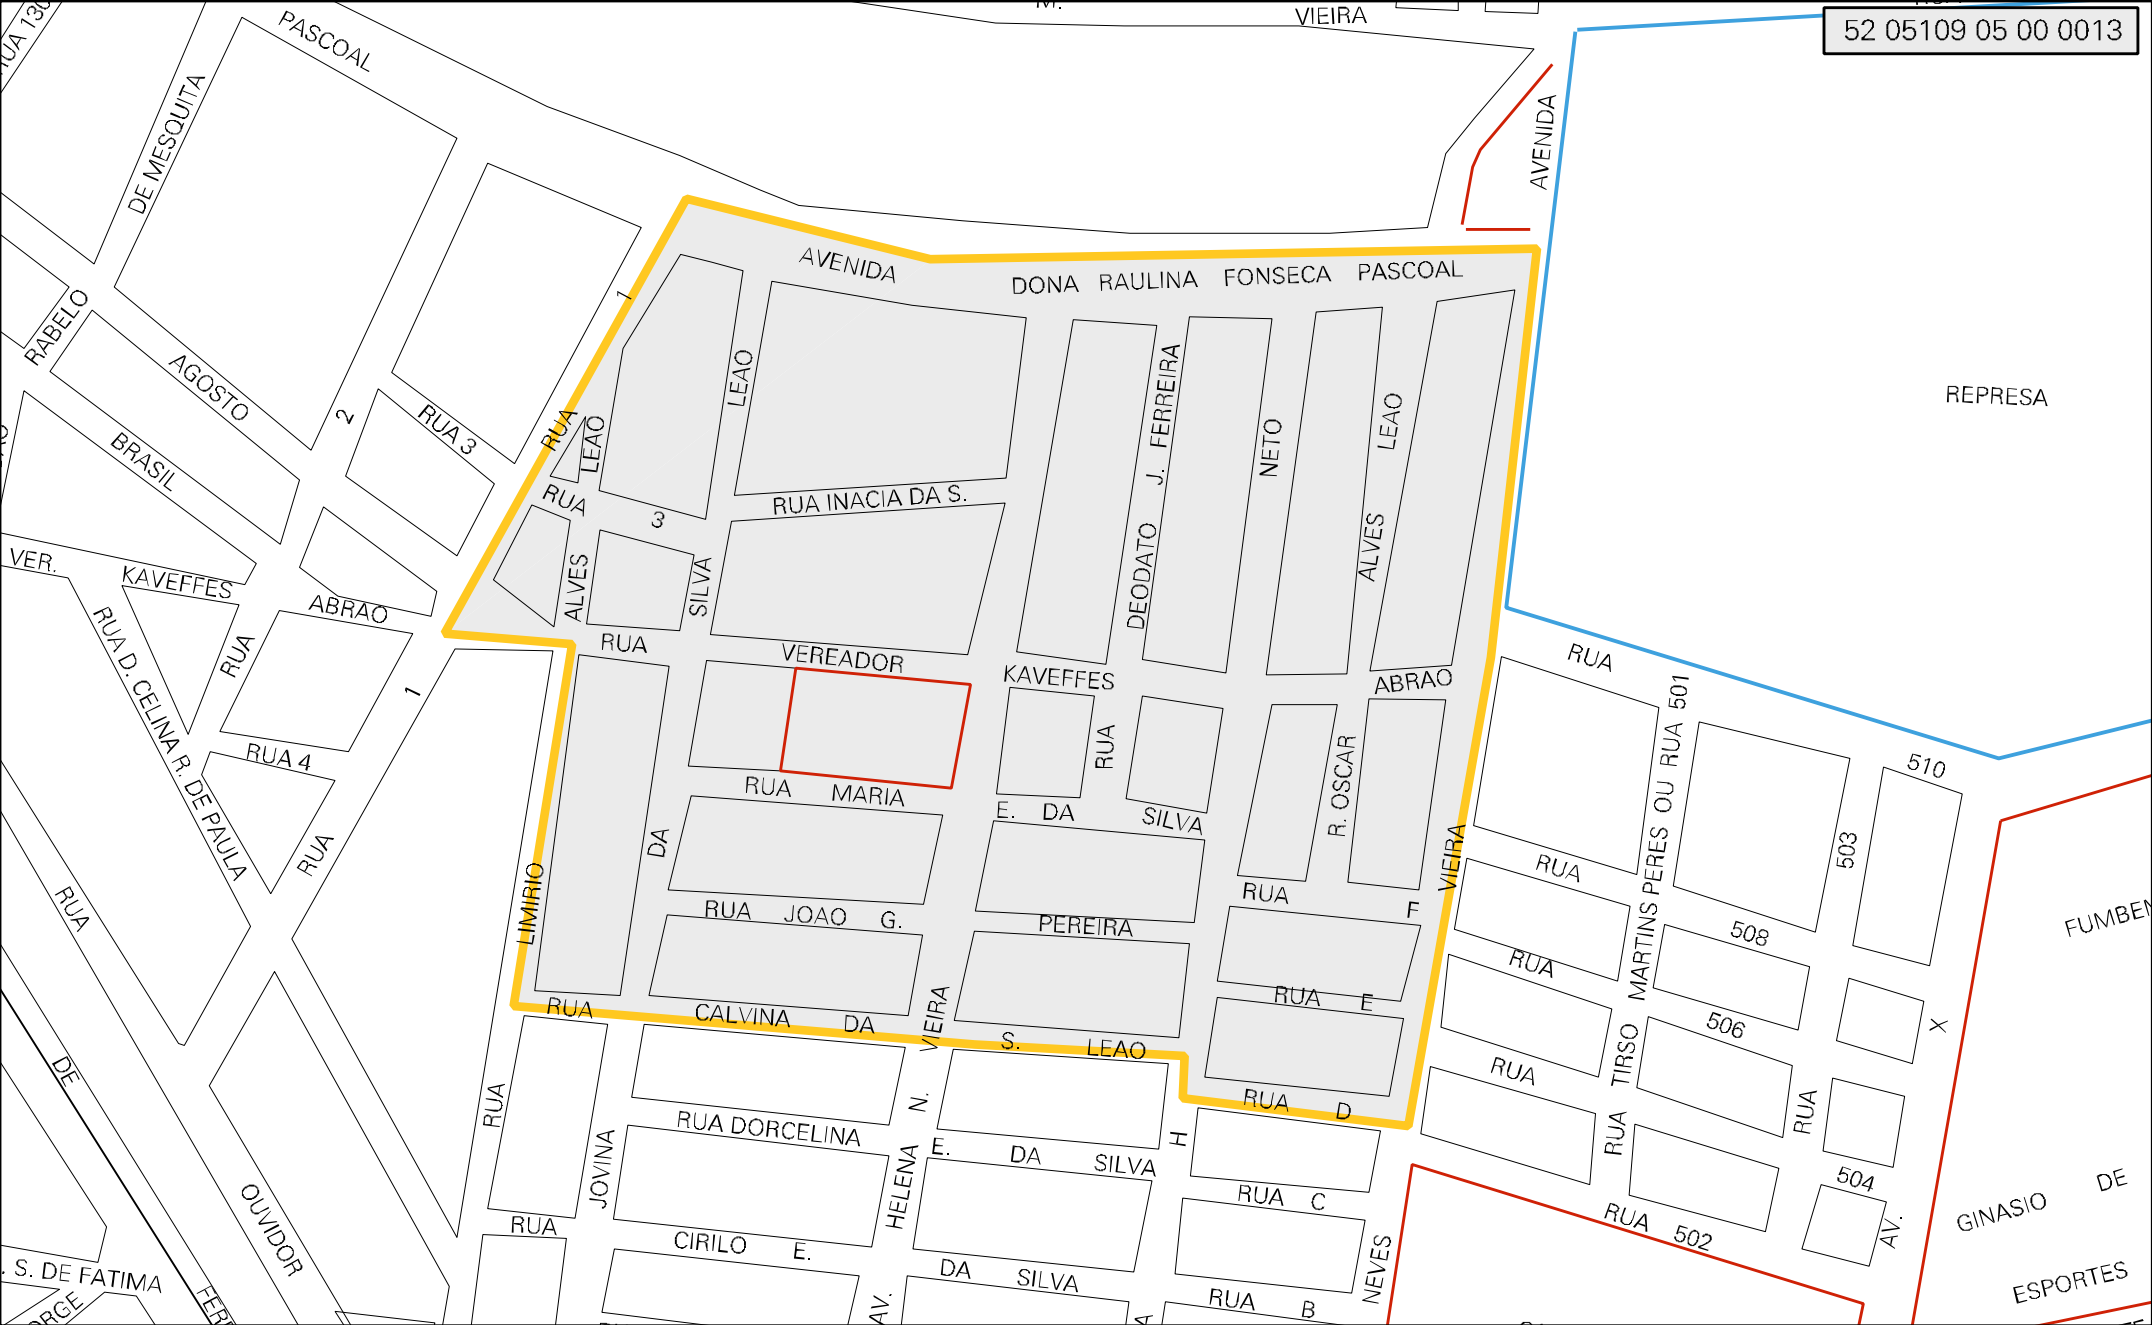 52 05109 05 00 0013
M.
VIEIRA
RUA 130
PASCOAL
DE MESQUITA
AVENIDA
AVENIDA
DONA RAULINA FONSECA PASCOAL
1
RABELO
AGOSTO
2
RUA 3
BRASIL
RUA
LEAO
LEAO
J. FERREIRA
NETO
LEAO
REPRESA
RUA INACIA DA S.
RUA
3
DEODATO
ALVES
VER.
KAVEFFES
ABRAO
ALVES
SILVA
RUA
RUA
VEREADOR
KAVEFFES
ABRAO
RUA
501
RUA D. CELINA R. DE PAULA
1
RUA 4
RUA
RUA MARIA
E. DA
SILVA
R. OSCAR
MARTINS PERES OU RUA
510
503
RUA
DA
RUA
LIMIRIO
RUA JOAO G.
PEREIRA
RUA
F
VIEIRA
RUA
508
FUMBEN
RUA
RUA
CALVINA DA
VIEIRA
S. LEAO
RUA E
RUA
506
X
TIRSO
DE
RUA
RUA
RUA D
RUA
RUA
N.
RUA DORCELINA
E. DA SILVA
H
JOVINA
HELENA
RUA C
504
OUVIDOR
RUA
CIRILO E.
DA SILVA
RUA B
NEVES
RUA 502
AV.
GINASIO DE
ESPORTES
. S. DE FATIMA
ORGE
FERR
AV.
A